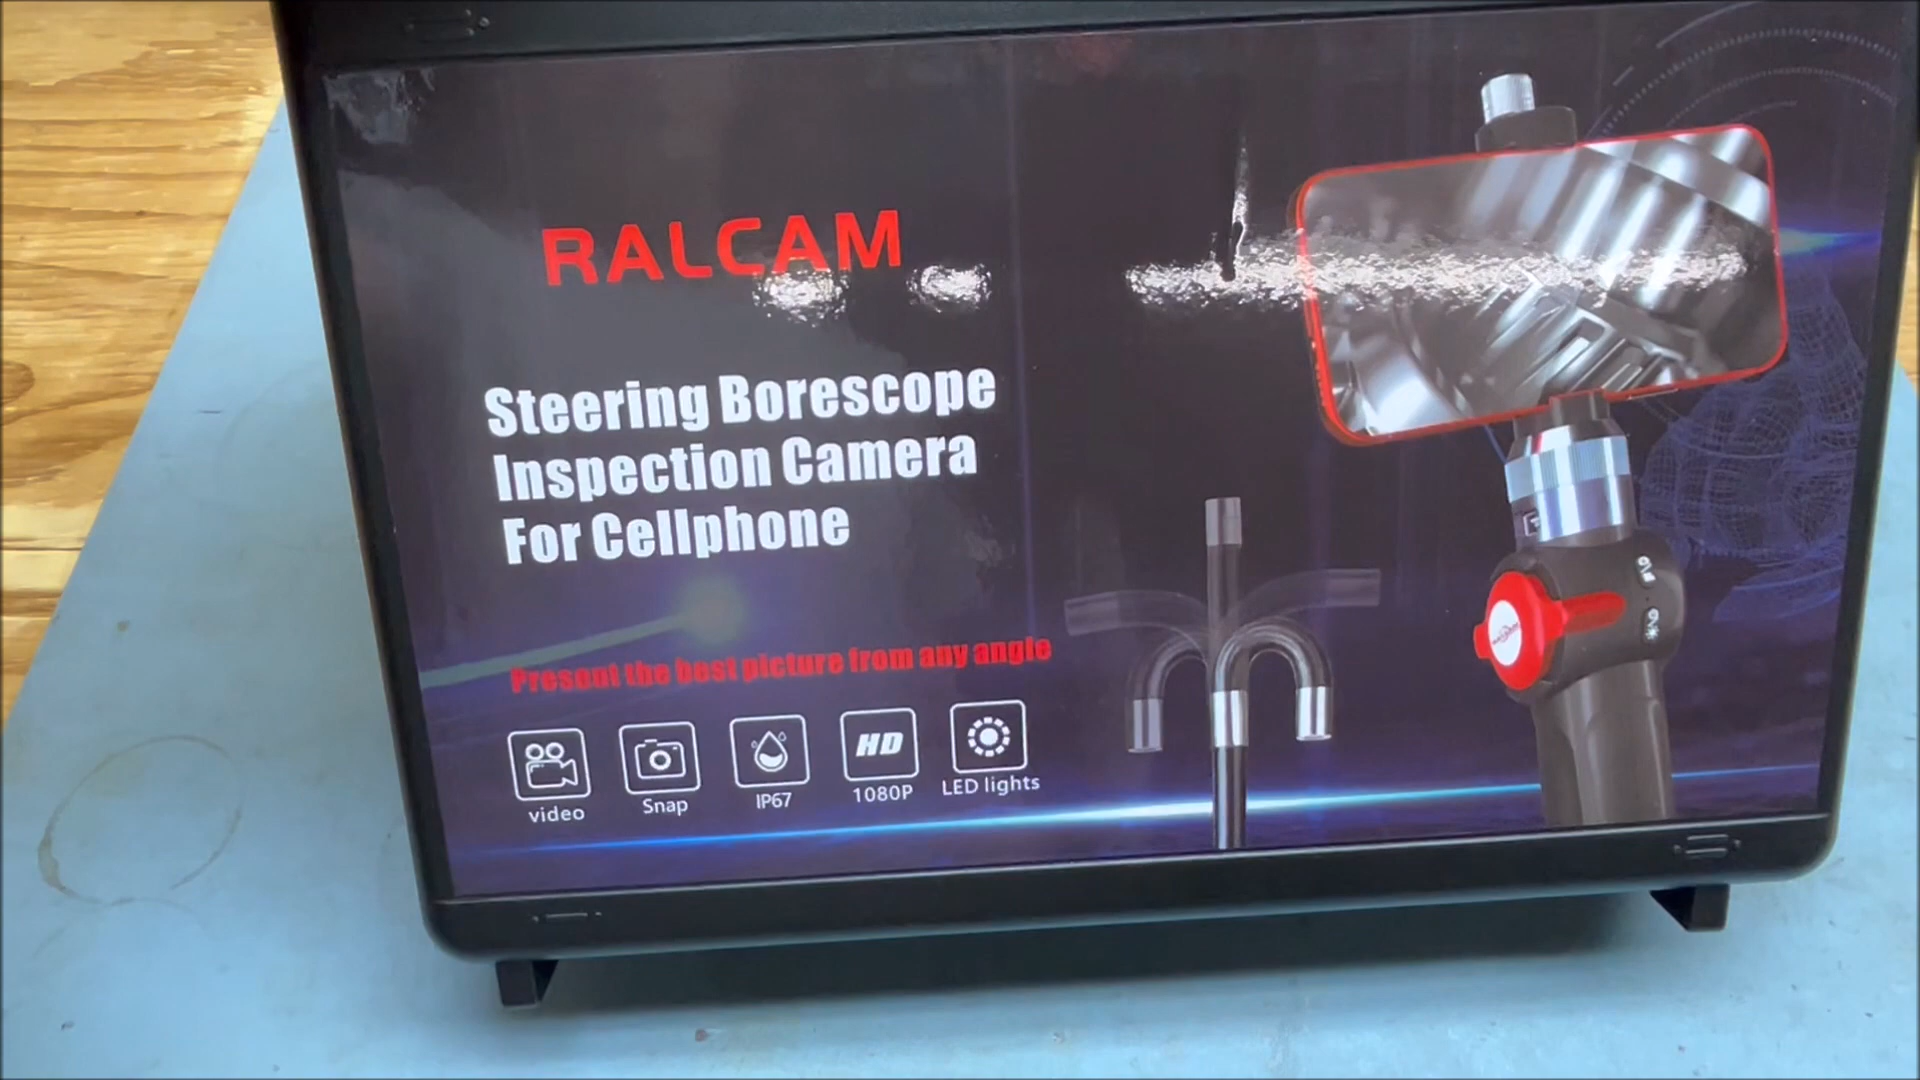 RALCAM
Steering Borescope
Inspection Camera
For Cellphone
Present the best picture from any angle
video
Snap
IP67
HD
1080P
LED lights